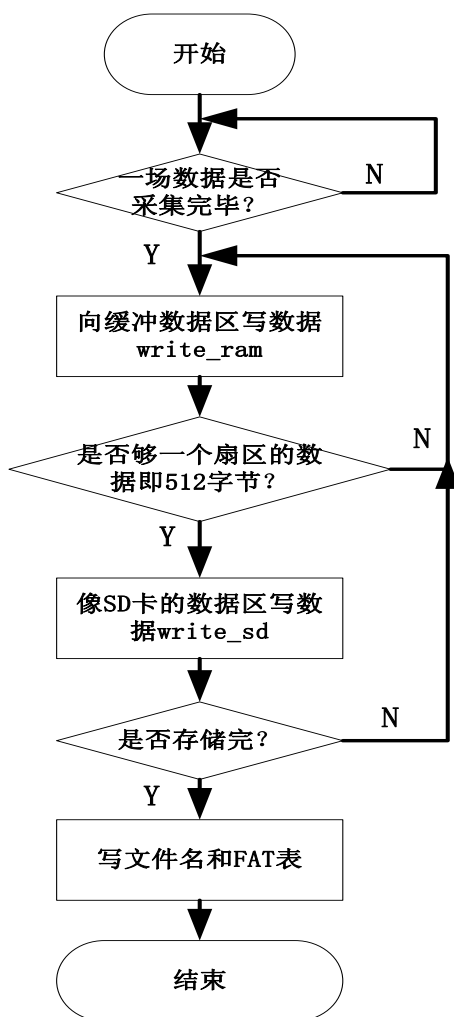 开始
一场数据是否
采集完毕？
N
Y
向缓冲数据区写数据
write_ram
是否够一个扇区的数
据即512字节？
N
Y
像SD卡的数据区写数
据write_sd
是否存储完？
N
Y
写文件名和FAT表
结束